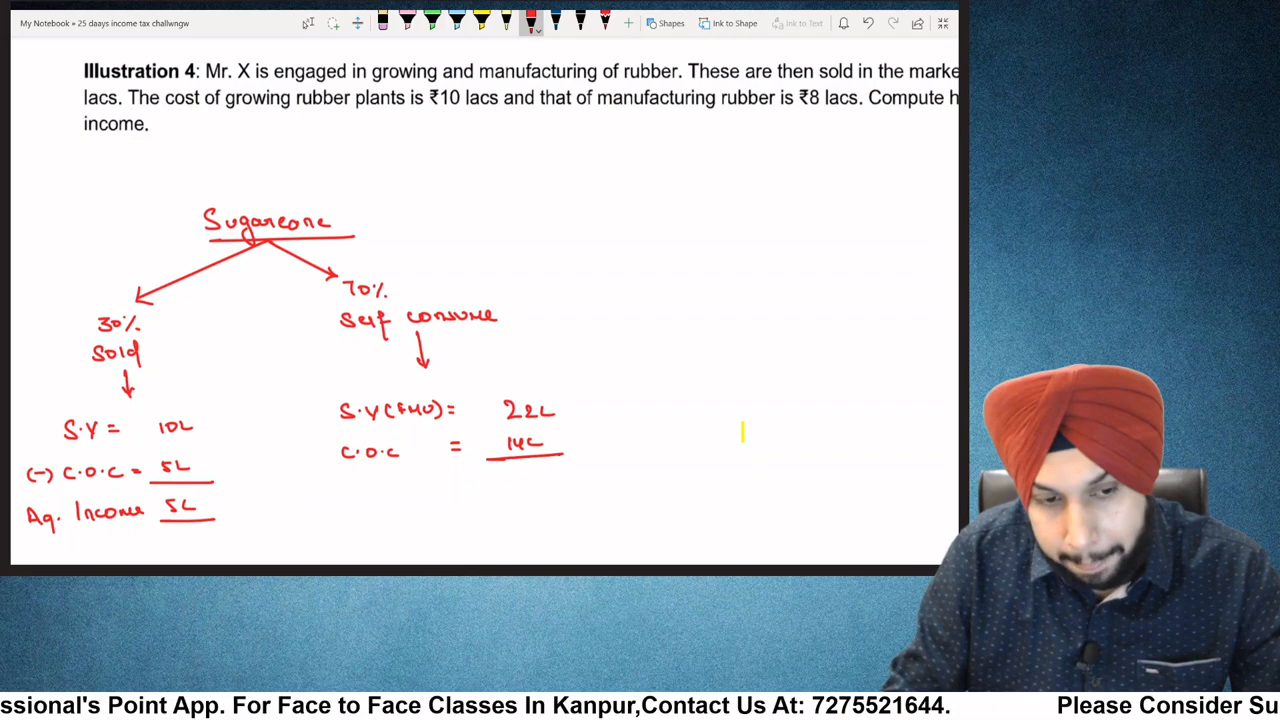 My Notebook » 25 daays income tax challwngw
Shapes
Ink to Shape
Ink to Text
Illustration 4: Mr. X is engaged in growing and manufacturing of rubber. These are then sold in the marke
lacs. The cost of growing rubber plants is ₹10 lacs and that of manufacturing rubber is ₹8 lacs. Compute h
income.
Sugarcane
30%
Sold
70%
Self consume
S.V = 10L
(-) C.O.C = 5L
Ag. Income 5L
S.V (FMV) = 22L
C.O.C = 14L
ssional's Point App. For Face to Face Classes In Kanpur,Contact Us At: 7275521644.
Please Consider Su